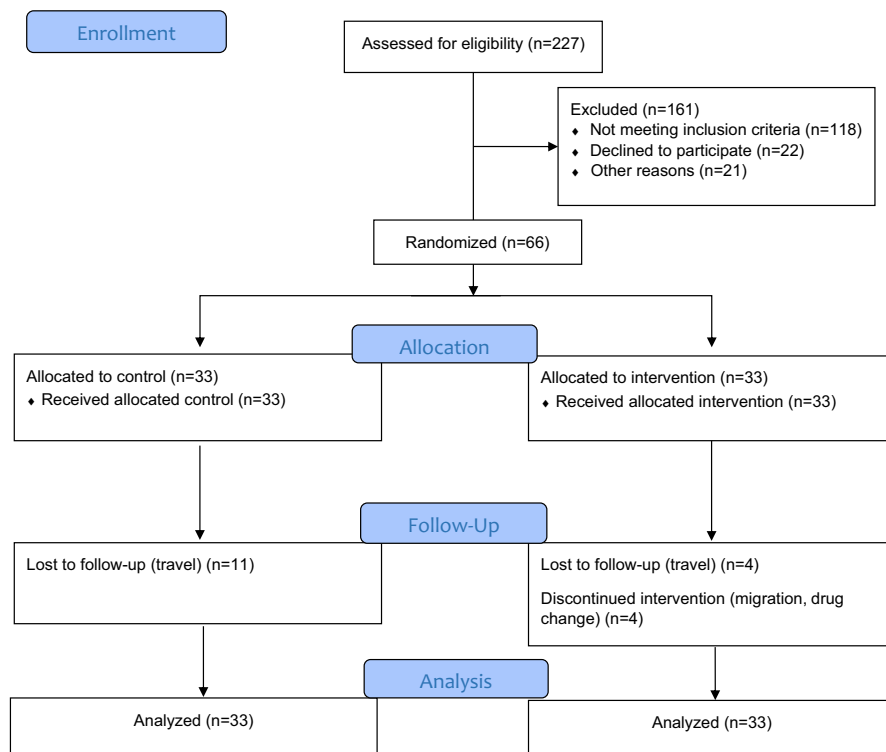 Enrollment
Assessed for eligibility (n=227)
Excluded (n=161)
♦ Not meeting inclusion criteria (n=118)
♦ Declined to participate (n=22)
♦ Other reasons (n=21)
Randomized (n=66)
Allocation
Allocated to control (n=33)
♦ Received allocated control (n=33)
Allocated to intervention (n=33)
♦ Received allocated intervention (n=33)
Follow-Up
Lost to follow-up (travel) (n=11)
Lost to follow-up (travel) (n=4)
Discontinued intervention (migration, drug
change) (n=4)
Analysis
Analyzed (n=33)
Analyzed (n=33)